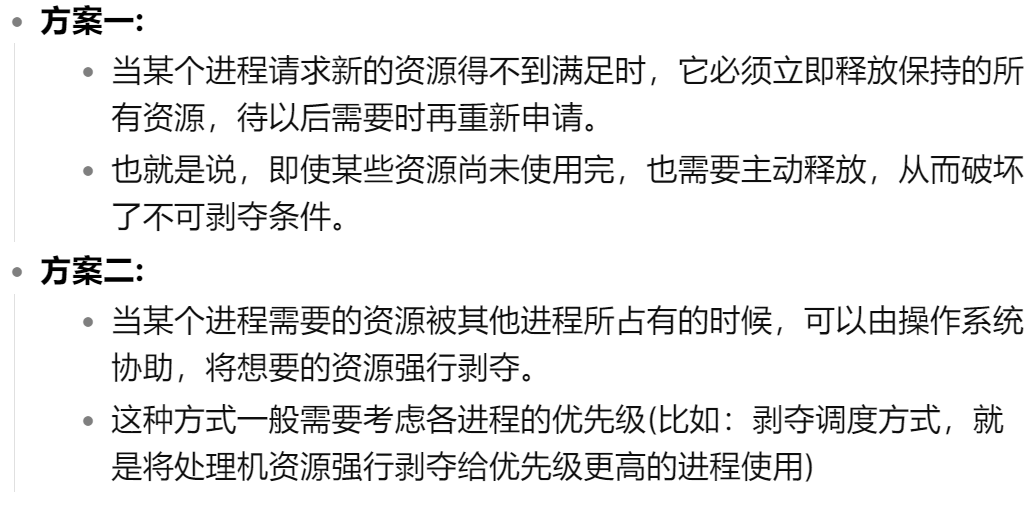 方案一:
当某个进程请求新的资源得不到满足时，它必须立即释放保持的所
有资源，待以后需要时再重新申请。
也就是说，即使某些资源尚未使用完，也需要主动释放，从而破坏
了不可剥夺条件。
方案二:
当某个进程需要的资源被其他进程所占有的时候，可以由操作系统
协助，将想要的资源强行剥夺。
这种方式一般需要考虑各进程的优先级(比如：剥夺调度方式，就
是将处理机资源强行剥夺给优先级更高的进程使用)